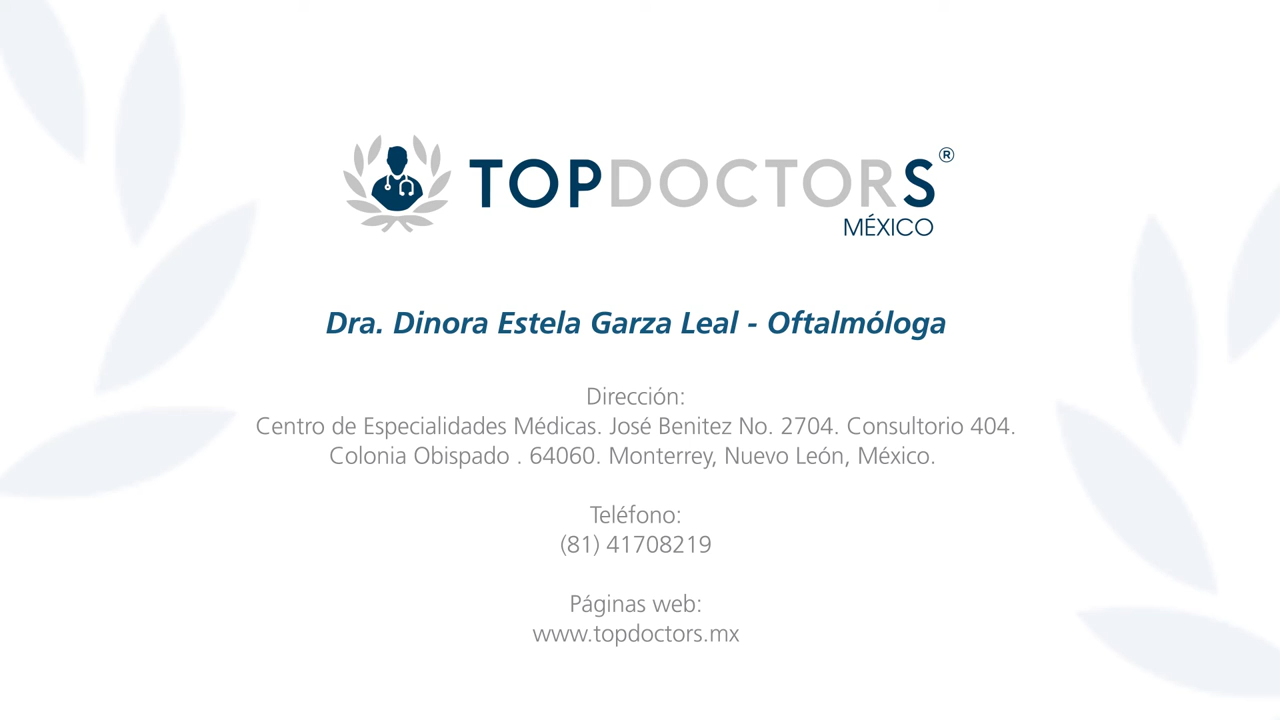 TOPDOCTORS®
MÉXICO
Dra. Dinora Estela Garza Leal - Oftalmóloga
Dirección:
Centro de Especialidades Médicas. José Benitez No. 2704. Consultorio 404.
Colonia Obispado . 64060. Monterrey, Nuevo León, México.
Teléfono:
(81) 41708219
Páginas web:
www.topdoctors.mx